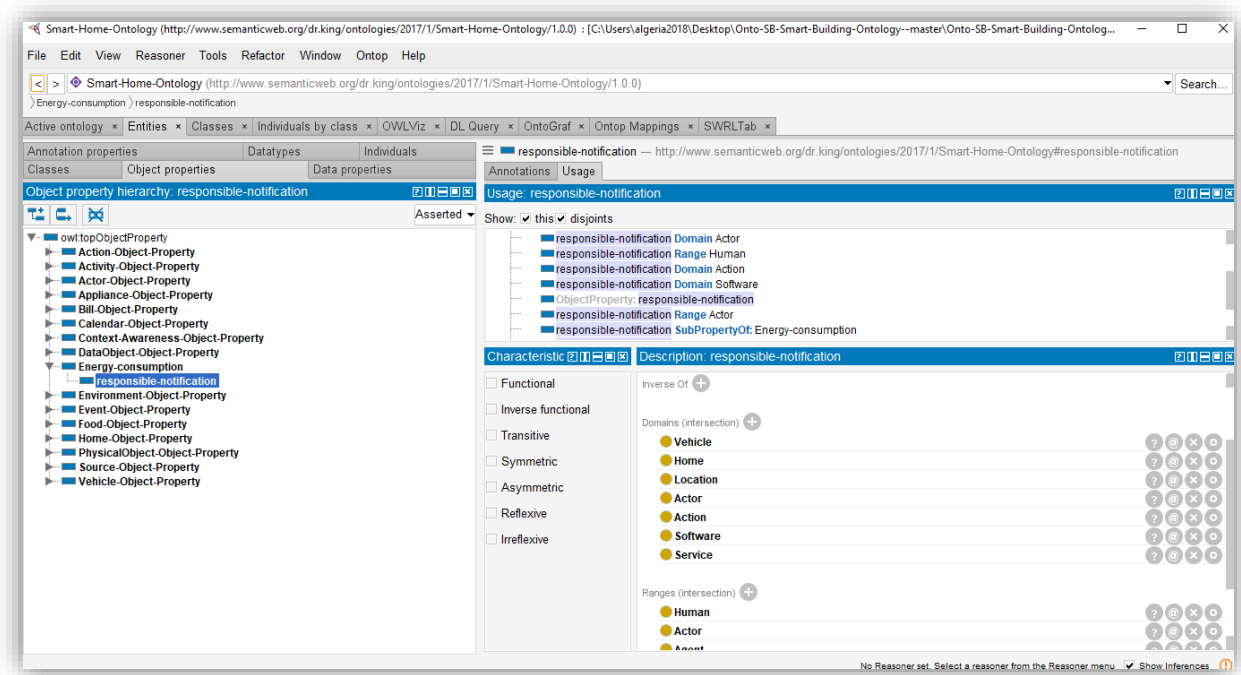 Smart-Home-Ontology (http://www.semanticweb.org/dr.king/ontologies/2017/1/Smart-Home-Ontology/1.0.0) : [C:\Users\algeria2018\Desktop\Onto-SB-Smart-Building-Ontology--master\Onto-SB-Smart-Building-Ontolog...
File Edit View Reasoner Tools Refactor Window Ontop Help
< > Smart-Home-Ontology (http://www.semanticweb.org/dr.king/ontologies/2017/1/Smart-Home-Ontology/1.0.0) Search...
Energy-consumption responsible-notification
Active ontology × Entities × Classes × Individuals by class × OWLViz × DL Query × OntoGraf × Ontop Mappings × SWRLTab ×
Annotation properties Datatypes Individuals
Classes Object properties Data properties
Object property hierarchy: responsible-notification
Asserted
owl:topObjectProperty
Action-Object-Property
Activity-Object-Property
Actor-Object-Property
Appliance-Object-Property
Bill-Object-Property
Calendar-Object-Property
Context-Awareness-Object-Property
DataObject-Object-Property
Energy-consumption
responsible-notification
Environment-Object-Property
Event-Object-Property
Food-Object-Property
Home-Object-Property
PhysicalObject-Object-Property
Source-Object-Property
Vehicle-Object-Property
responsible-notification — http://www.semanticweb.org/dr.king/ontologies/2017/1/Smart-Home-Ontology#responsible-notification
Annotations Usage
Usage: responsible-notification
Show: this disjoints
responsible-notification Domain Actor
responsible-notification Range Human
responsible-notification Domain Action
responsible-notification Domain Software
ObjectProperty: responsible-notification
responsible-notification Range Actor
responsible-notification SubPropertyOf: Energy-consumption
Characteristic
Functional
Inverse functional
Transitive
Symmetric
Asymmetric
Reflexive
Irreflexive
Description: responsible-notification
Inverse Of
Domains (intersection)
Vehicle
Home
Location
Actor
Action
Software
Service
Ranges (intersection)
Human
Actor
Agent
No Reasoner set. Select a reasoner from the Reasoner menu Show Inferences